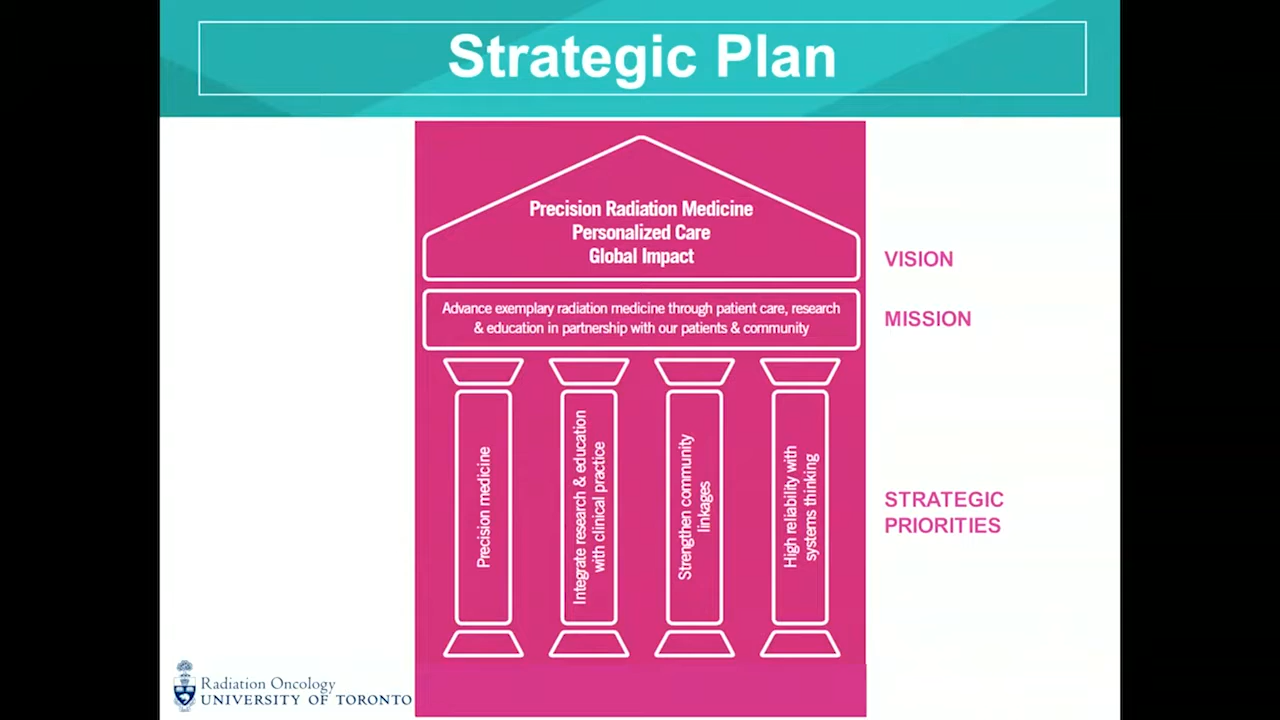 Strategic Plan
Precision Radiation Medicine
Personalized Care
Global Impact
VISION
Advance exemplary radiation medicine through patient care, research
& education in partnership with our patients & community
MISSION
Precision medicine
Integrate research & education
with clinical practice
Strengthen community
linkages
High reliability with
systems thinking
STRATEGIC
PRIORITIES
Radiation Oncology
UNIVERSITY OF TORONTO